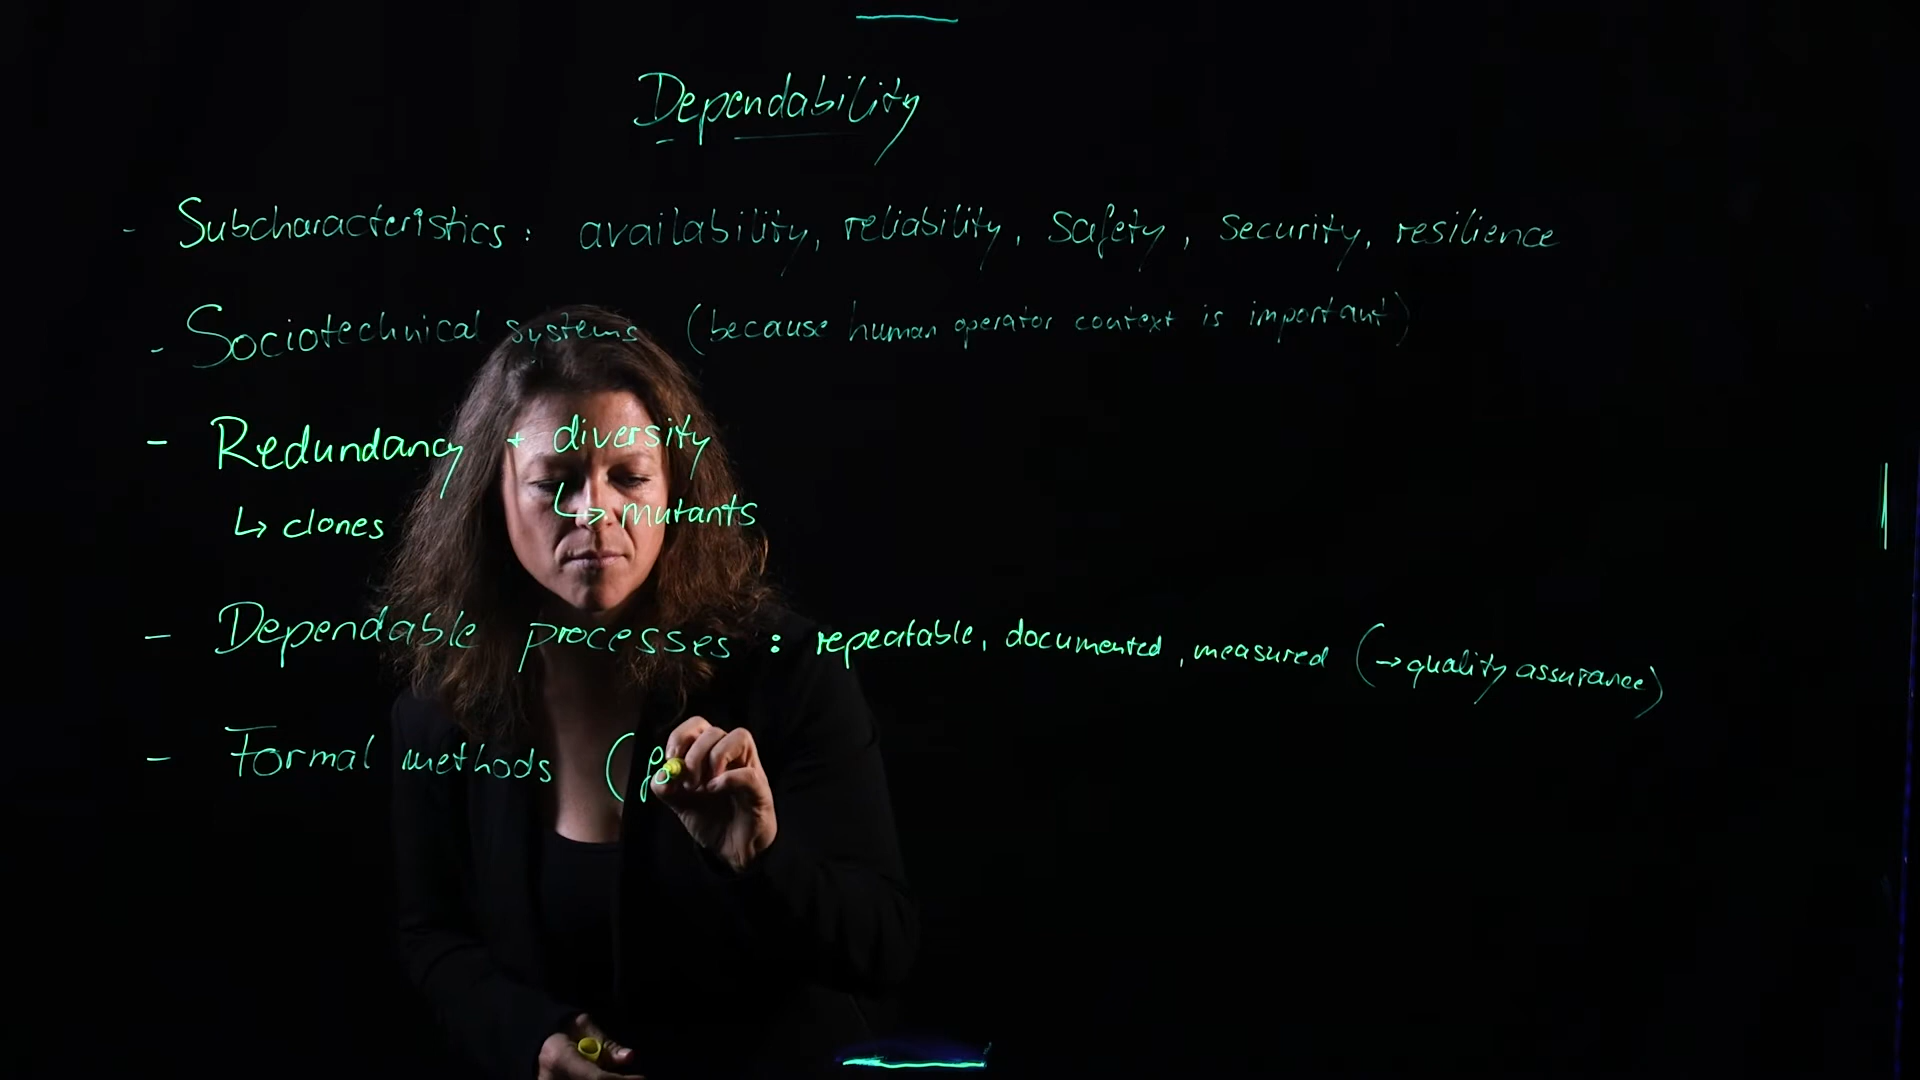 Dependability
- Subcharacteristics: availability, reliability, safety, security, resilience
- Sociotechnical systems (because human operator context is important)
- Redundancy + diversity
↳ clones ↳ mutants
- Dependable processes: repeatable, documented, measured (→ quality assurance)
- Formal methods (fo